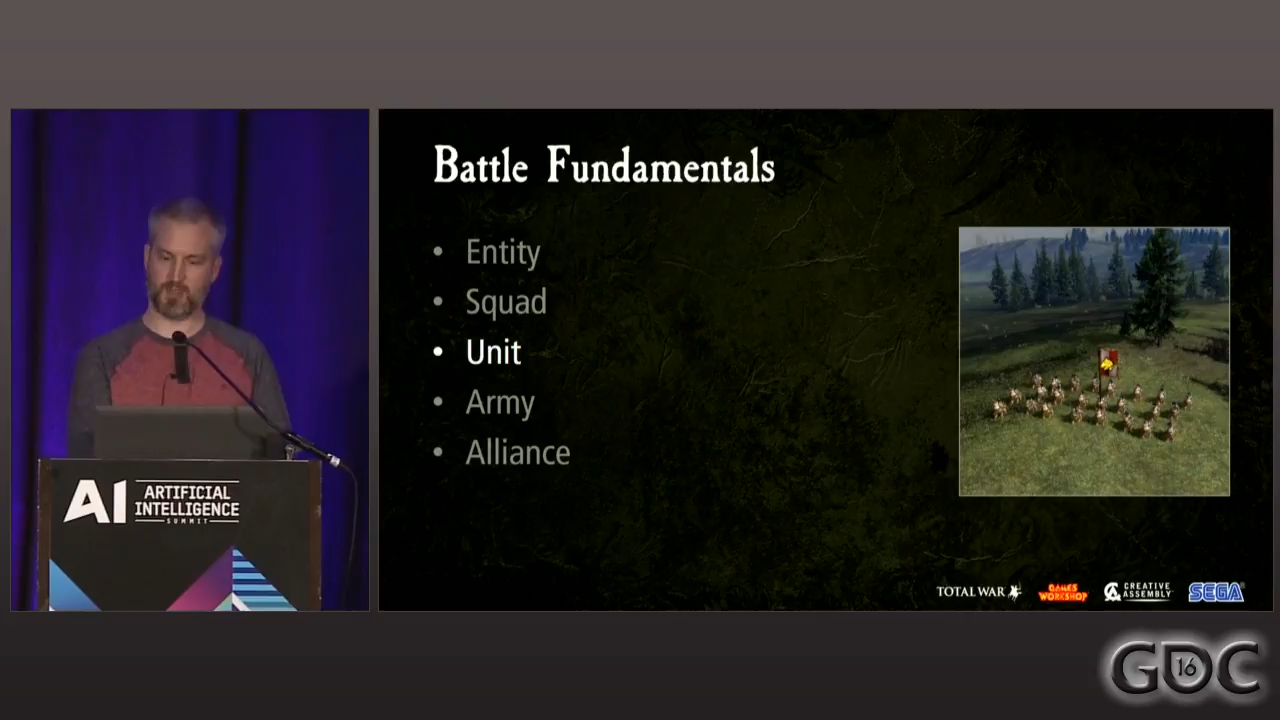 Battle Fundamentals
• Entity
• Squad
• Unit
• Army
• Alliance
AI ARTIFICIAL
INTELLIGENCE
SUMMIT
TOTAL WAR
GAMES
WORKSHOP
CREATIVE
ASSEMBLY
SEGA
GDC
16